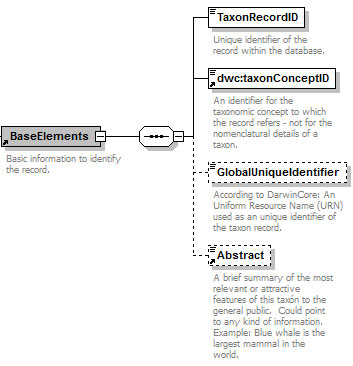 TaxonRecordID
Unique identifier of the
record within the database.
dwc:taxonConceptID
An identifier for the
taxonomic concept to which
the record refers - not for the
nomenclatural details of a
taxon.
BaseElements
Basic information to identify
the record.
GlobalUniqueIdentifier
According to DarwinCore: An
Uniform Resource Name (URN)
used as an unique identifier of
the taxon record.
Abstract
A brief summary of the most
relevant or attractive
features of this taxón to the
general public.  Could point
to any kind of information.
Example: Blue whale is the
largest mammal in the
world.